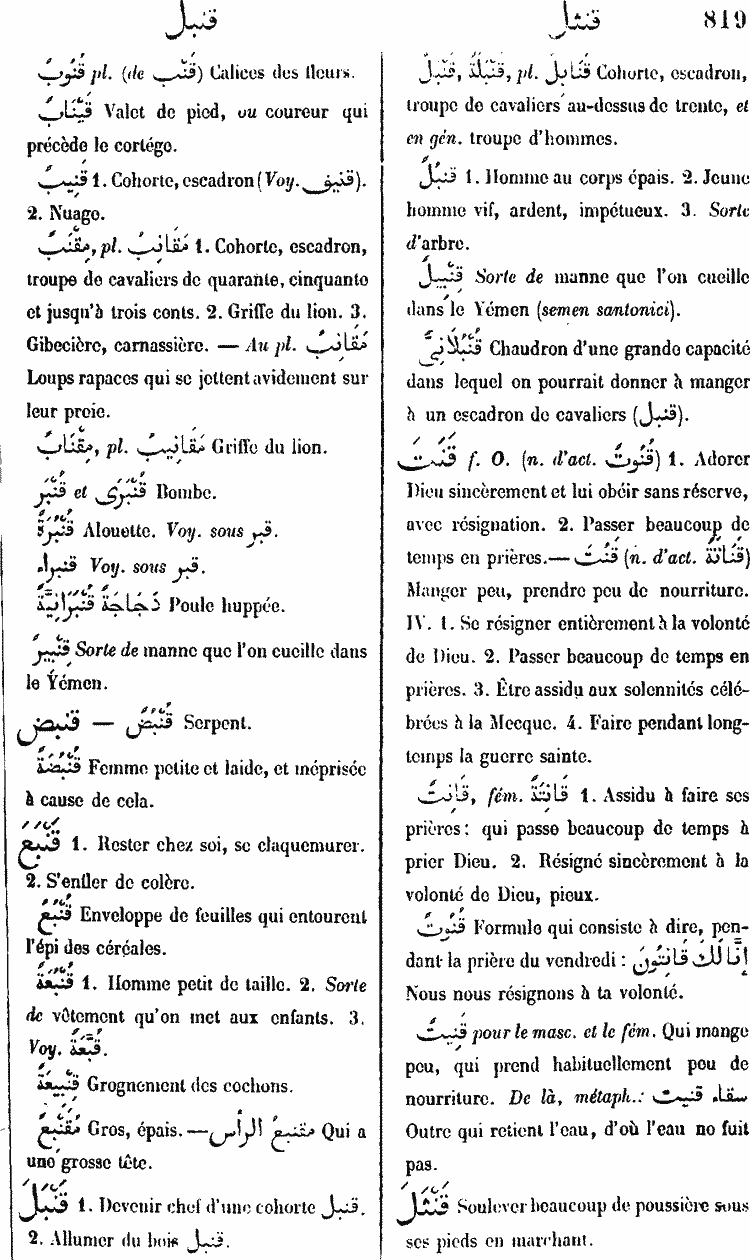 قنبل
قنثل 819
قُنُوبٌ pl. (de قُنْب) Calices des fleurs.
قَيْنَابٌ Valet de pied, ou coureur qui
précède le cortége.
قَنِيبٌ 1. Cohorte, escadron (Voy. قنيف).
2. Nuage.
مِقْنَبٌ, pl. مَقَانِبُ 1. Cohorte, escadron,
troupe de cavaliers de quarante, cinquante
et jusqu'à trois cents. 2. Griffe du lion. 3.
Gibecière, carnassière. — Au pl. مَقَانِبُ
Loups rapaces qui se jettent avidement sur
leur proie.
مِقْنَابٌ, pl. مَقَانِيبُ Griffe du lion.
قُنْبُر et قُنْبَرَى Bombe.
قُنْبُرَةٌ Alouette. Voy. sous قبر.
قنبراء Voy. sous قبر.
دَجَاجَةٌ قُنْبُرَانِيَّةٌ Poule huppée.
قِنْبِيرٌ Sorte de manne que l'on cueille dans
le Yémen.
قنبض — قُنْبُضٌ Serpent.
قُنْبُضَةٌ Femme petite et laide, et méprisée
à cause de cela.
قَنْبَعَ 1. Rester chez soi, se claquemurer.
2. S'enfler de colère.
قُنْبُعٌ Enveloppe de feuilles qui entourent
l'épi des céréales.
قُنْبُعَةٌ 1. Homme petit de taille. 2. Sorte
de vêtement qu'on met aux enfants. 3.
Voy. قُبَّعَةٌ.
قَنْبِيعَةٌ Grognement des cochons.
مُقَنْبَعٌ Gros, épais. — مقنبعُ الرأس Qui a
une grosse tête.
قَنْبَلَ 1. Devenir chef d'une cohorte قنبل.
2. Allumer du bois قنبل.
قَنْبَلٌ, قَنْبَلَةٌ, pl. قَنَابِلُ Cohorte, escadron,
troupe de cavaliers au-dessus de trente, et
en gén. troupe d'hommes.
قُنْبُلٌ 1. Homme au corps épais. 2. Jeune
homme vif, ardent, impétueux. 3. Sorte
d'arbre.
قِنْبِيلٌ Sorte de manne que l'on cueille
dans le Yémen (semen santonici).
قُنْبُلَانِيٌّ Chaudron d'une grande capacité
dans lequel on pourrait donner à manger
à un escadron de cavaliers (قنبل).
قَنَتَ f. O. (n. d'act. قُنُوتٌ) 1. Adorer
Dieu sincèrement et lui obéir sans réserve,
avec résignation. 2. Passer beaucoup de
temps en prières. — قَنُتَ (n. d'act. قَنَاتَةٌ)
Manger peu, prendre peu de nourriture.
IV. 1. Se résigner entièrement à la volonté
de Dieu. 2. Passer beaucoup de temps en
prières. 3. Être assidu aux solennités célé-
brées à la Mecque. 4. Faire pendant long-
temps la guerre sainte.
قَانِتٌ, fém. قَانِتَةٌ 1. Assidu à faire ses
prières: qui passe beaucoup de temps à
prier Dieu. 2. Résigné sincèrement à la
volonté de Dieu, pieux.
قُنُوتٌ Formule qui consiste à dire, pen-
dant la prière du vendredi : إِنَّا لَكَ قَانِتُونَ
Nous nous résignons à ta volonté.
قَنِيتٌ pour le masc. et le fém. Qui mange
peu, qui prend habituellement peu de
nourriture. De là, métaph.: سقاء قنيت
Outre qui retient l'eau, d'où l'eau ne fuit
pas.
قَنْثَلَ Soulever beaucoup de poussière sous
ses pieds en marchant.